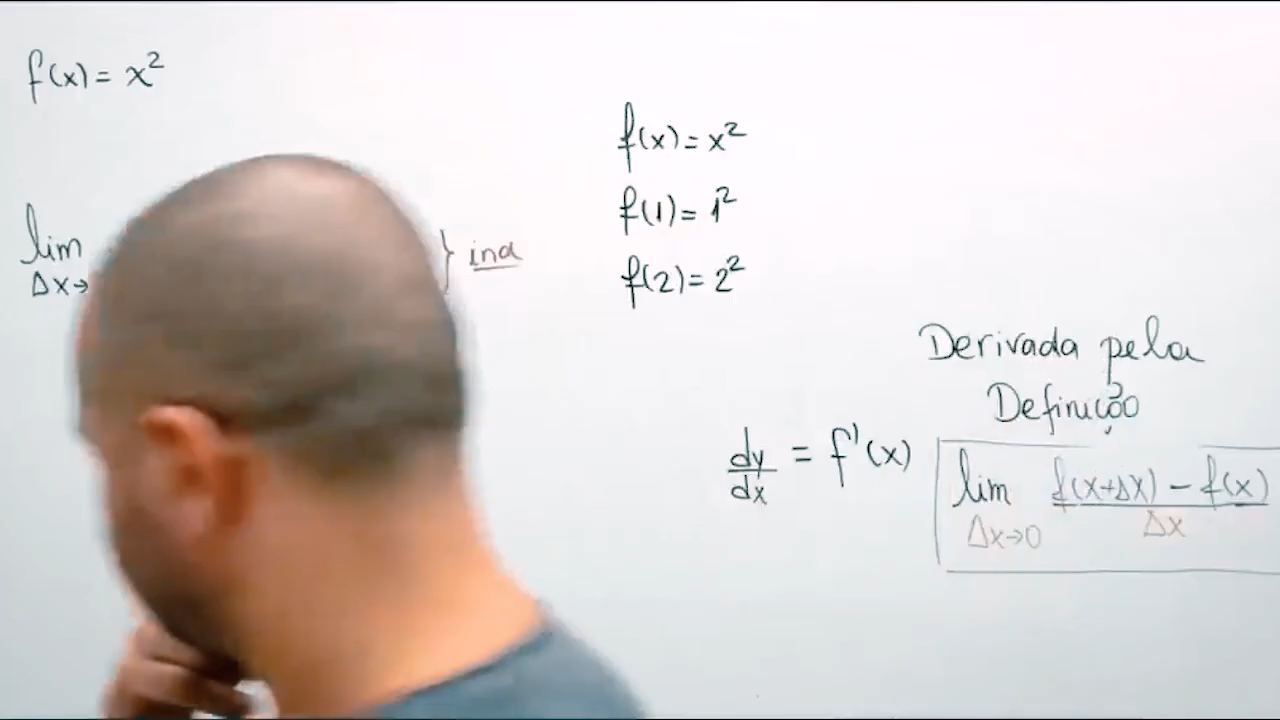 f(x) = x²
lim
Δx→
} ind
f(x) = x²
f(1) = 1²
f(2) = 2²
Derivada pela
Definição
dy/dx = f'(x)
lim Δx→0 f(x+Δx) - f(x) / Δx